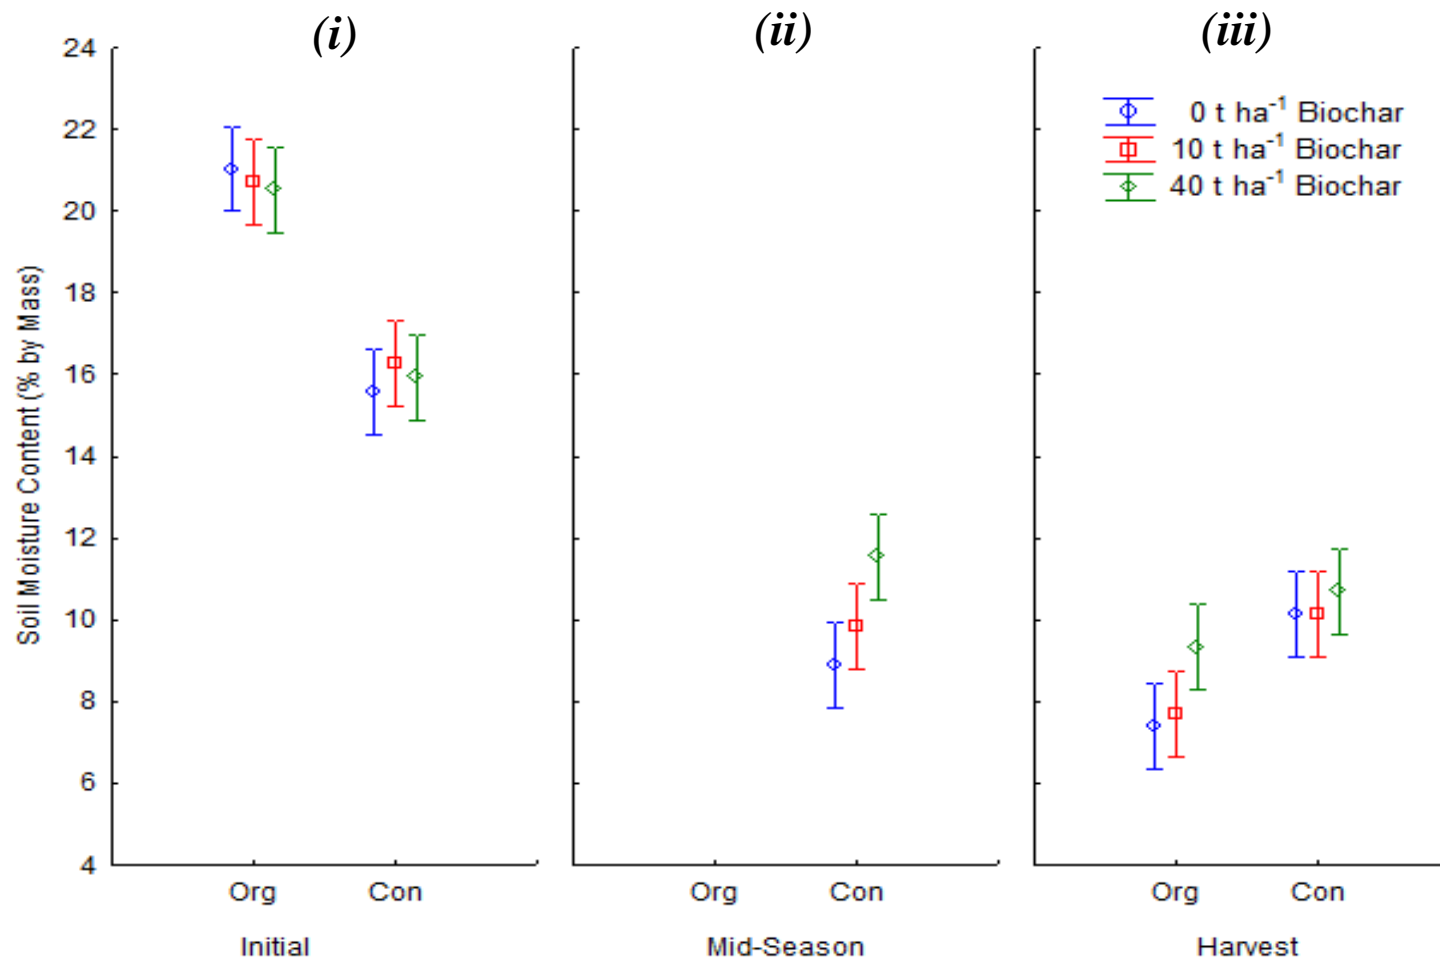 (i)
(ii)
(iii)
Soil Moisture Content (% by Mass)
24
22
20
18
16
14
12
10
8
6
4
0 t ha⁻¹ Biochar
10 t ha⁻¹ Biochar
40 t ha⁻¹ Biochar
Org Con Org Con Org Con
Initial Mid-Season Harvest